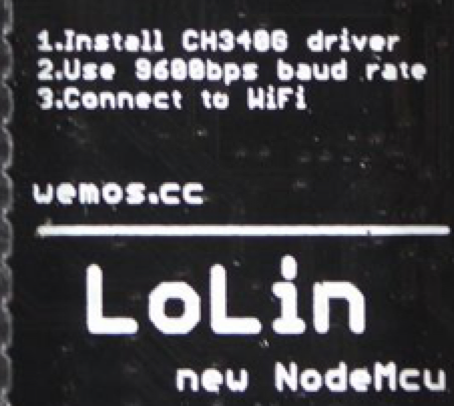 1.Install CH340G driver
2.Use 9600bps baud rate
3.Connect to WiFi
wemos.cc
LoLin
new NodeMcu